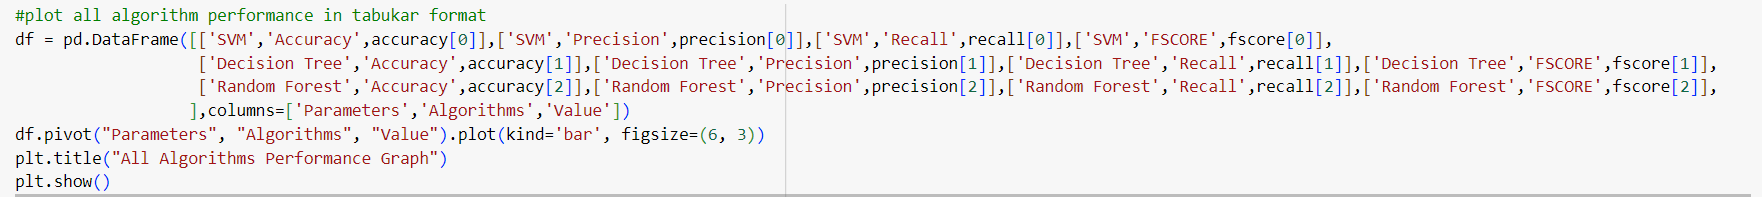 #plot all algorithm performance in tabukar format
df = pd.DataFrame([['SVM','Accuracy',accuracy[0]],['SVM','Precision',precision[0]],['SVM','Recall',recall[0]],['SVM','FSCORE',fscore[0]],
                   ['Decision Tree','Accuracy',accuracy[1]],['Decision Tree','Precision',precision[1]],['Decision Tree','Recall',recall[1]],['Decision Tree','FSCORE',fscore[1]],
                   ['Random Forest','Accuracy',accuracy[2]],['Random Forest','Precision',precision[2]],['Random Forest','Recall',recall[2]],['Random Forest','FSCORE',fscore[2]],
                  ],columns=['Parameters','Algorithms','Value'])
df.pivot("Parameters", "Algorithms", "Value").plot(kind='bar', figsize=(6, 3))
plt.title("All Algorithms Performance Graph")
plt.show()